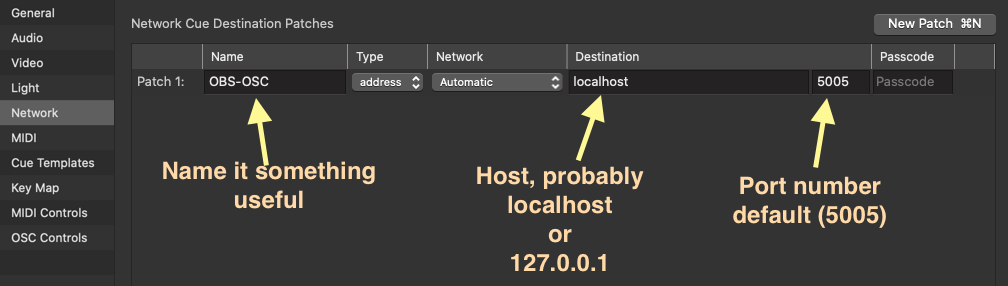 General
Audio
Video
Light
Network
MIDI
Cue Templates
Key Map
MIDI Controls
OSC Controls
Network Cue Destination Patches
New Patch ⌘N
Name Type Network Destination Passcode
Patch 1: OBS-OSC address Automatic localhost 5005 Passcode
Name it something
useful
Host, probably
localhost
or
127.0.0.1
Port number
default (5005)